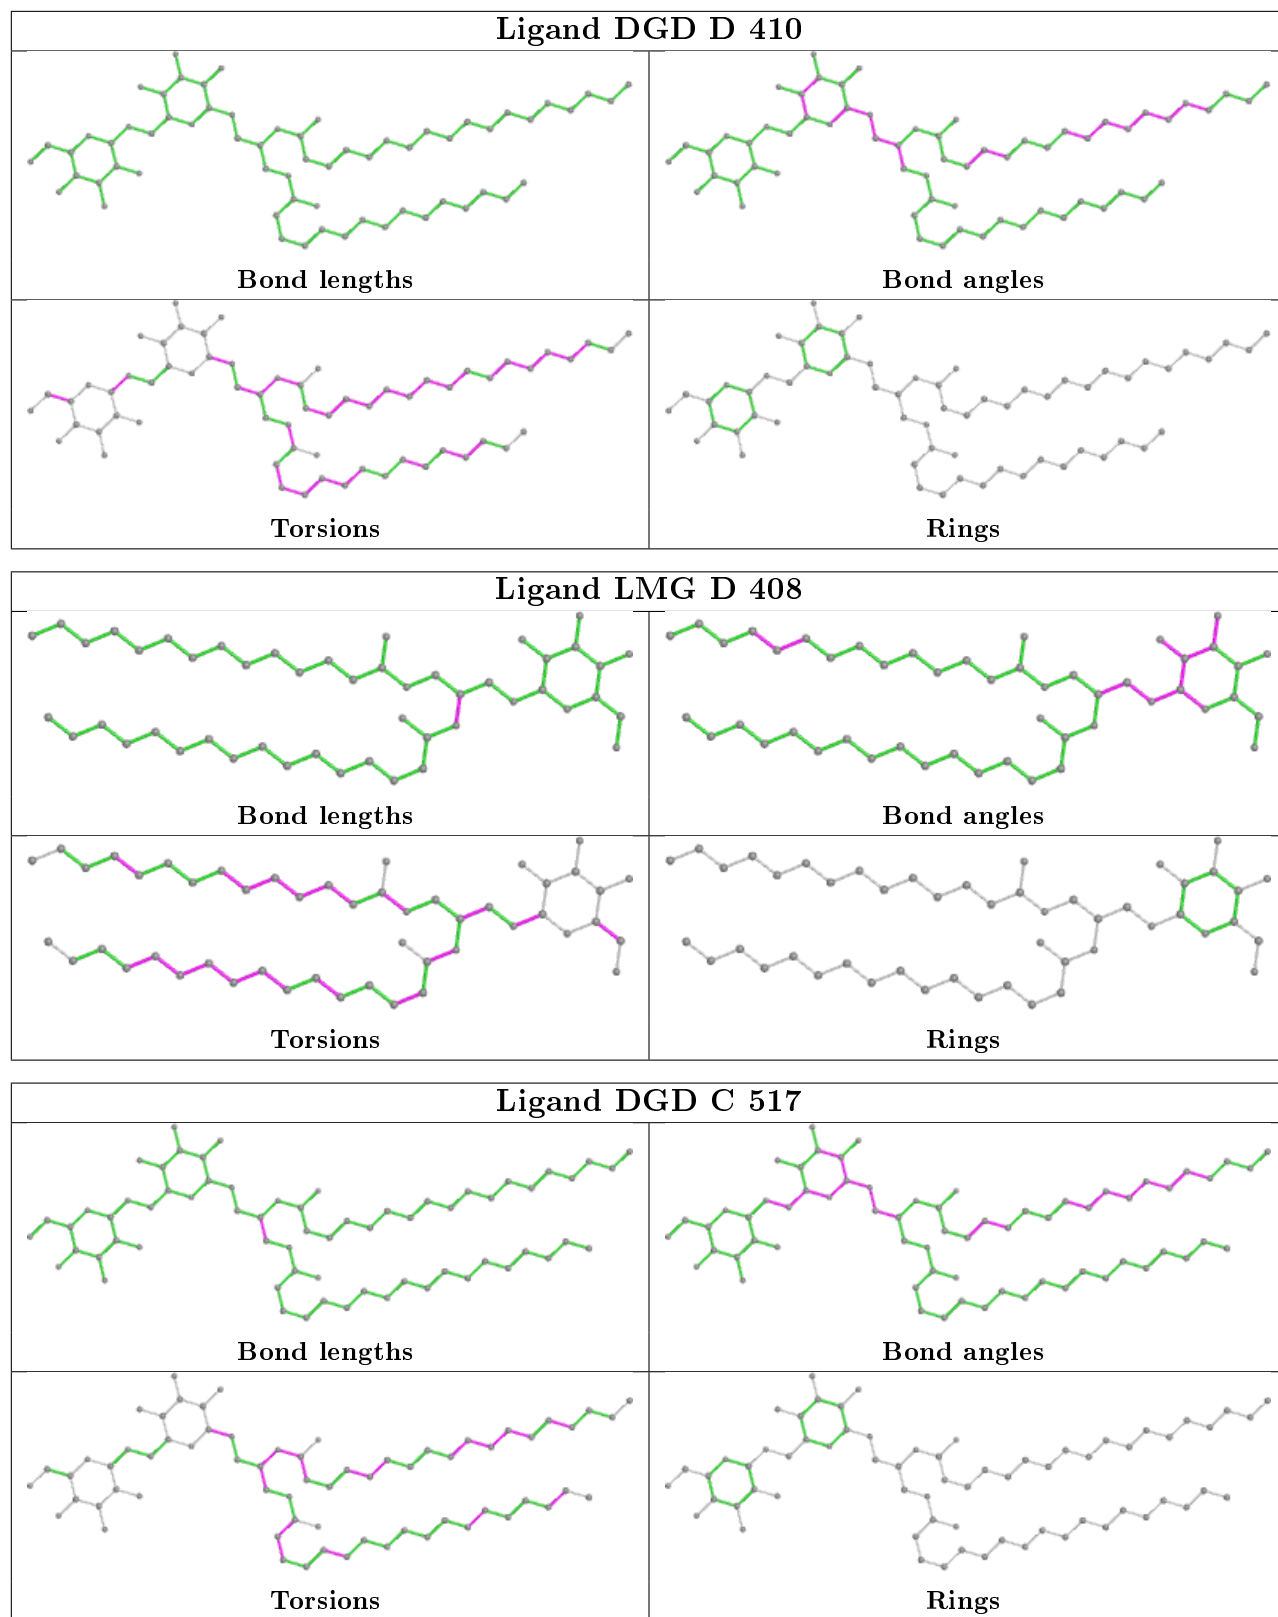 Ligand DGD D 410
Bond lengths
Bond angles
Torsions
Rings
Ligand LMG D 408
Bond lengths
Bond angles
Torsions
Rings
Ligand DGD C 517
Bond lengths
Bond angles
Torsions
Rings